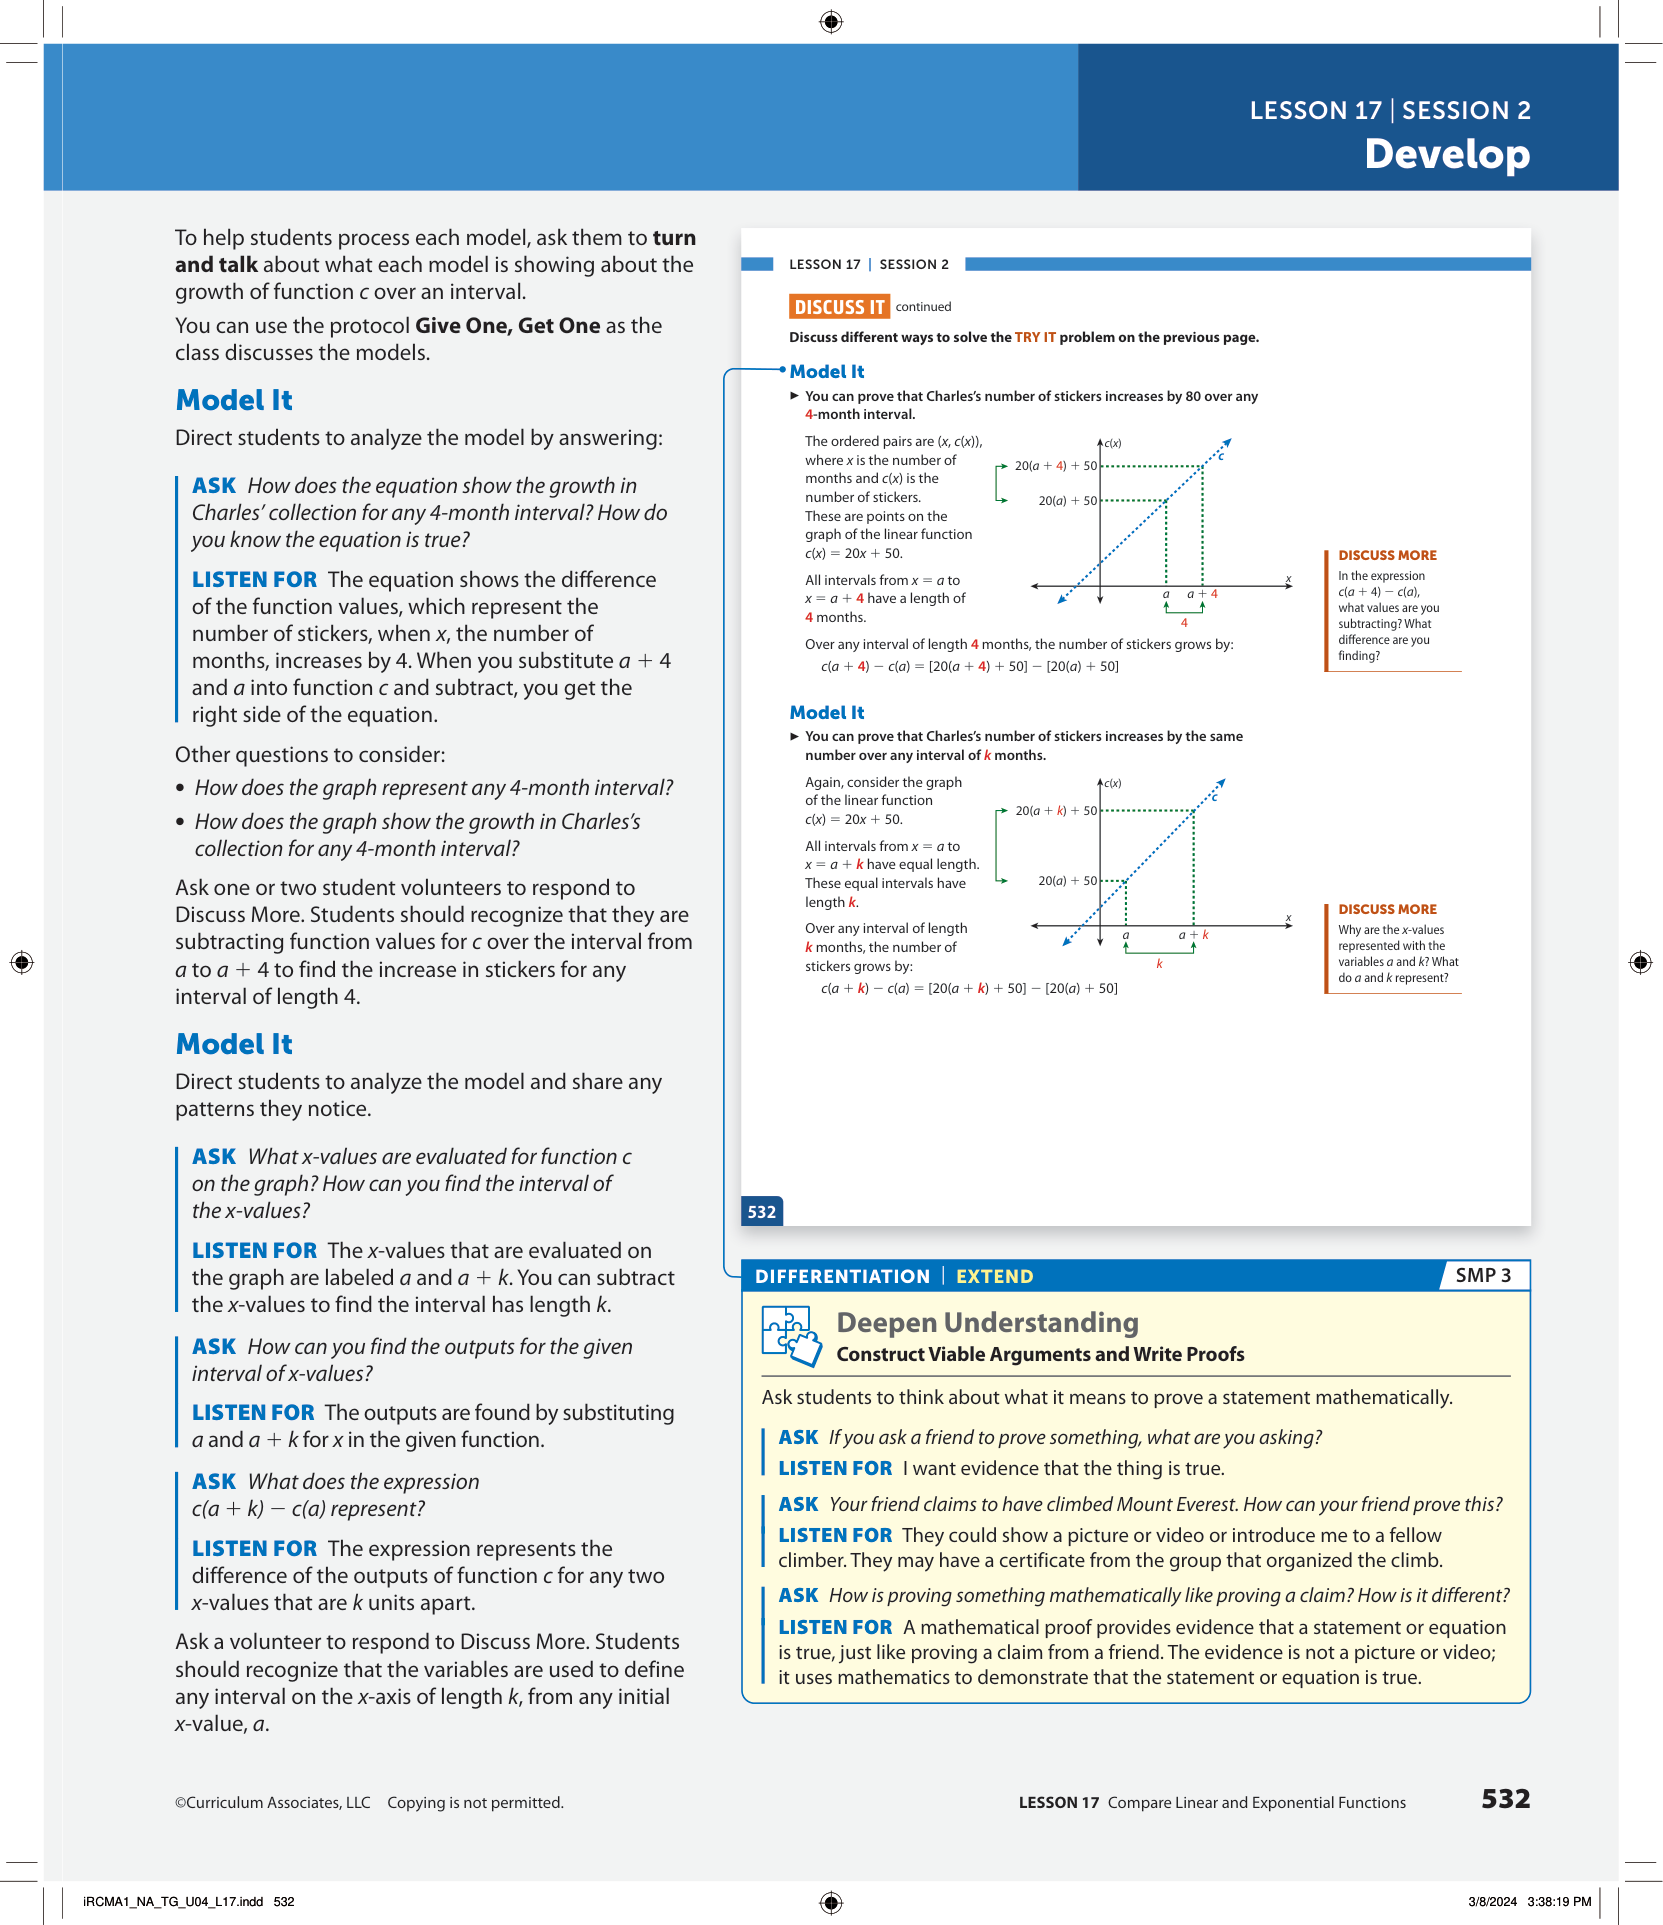 LESSON 17 | SESSION 2
Develop
To help students process each model, ask them to turn
and talk about what each model is showing about the
growth of function c over an interval.
You can use the protocol Give One, Get One as the
class discusses the models.
Model It
Direct students to analyze the model by answering:
ASK How does the equation show the growth in
Charles’ collection for any 4-month interval? How do
you know the equation is true?
LISTEN FOR The equation shows the difference
of the function values, which represent the
number of stickers, when x, the number of
months, increases by 4. When you substitute a + 4
and a into function c and subtract, you get the
right side of the equation.
Other questions to consider:
• How does the graph represent any 4-month interval?
• How does the graph show the growth in Charles’s
collection for any 4-month interval?
Ask one or two student volunteers to respond to
Discuss More. Students should recognize that they are
subtracting function values for c over the interval from
a to a + 4 to find the increase in stickers for any
interval of length 4.
Model It
Direct students to analyze the model and share any
patterns they notice.
ASK What x-values are evaluated for function c
on the graph? How can you find the interval of
the x-values?
LISTEN FOR The x-values that are evaluated on
the graph are labeled a and a + k. You can subtract
the x-values to find the interval has length k.
ASK How can you find the outputs for the given
interval of x-values?
LISTEN FOR The outputs are found by substituting
a and a + k for x in the given function.
ASK What does the expression
c(a + k) − c(a) represent?
LISTEN FOR The expression represents the
difference of the outputs of function c for any two
x-values that are k units apart.
Ask a volunteer to respond to Discuss More. Students
should recognize that the variables are used to define
any interval on the x-axis of length k, from any initial
x-value, a.
LESSON 17 | SESSION 2
DISCUSS IT continued
Discuss different ways to solve the TRY IT problem on the previous page.
Model It
▶ You can prove that Charles’s number of stickers increases by 80 over any
4-month interval.
The ordered pairs are (x, c(x)),
where x is the number of
months and c(x) is the
number of stickers.
These are points on the
graph of the linear function
c(x) = 20x + 50.
All intervals from x = a to
x = a + 4 have a length of
4 months.
c(x)
c
20(a + 4) + 50
20(a) + 50
x
a a + 4
4
Over any interval of length 4 months, the number of stickers grows by:
c(a + 4) − c(a) = [20(a + 4) + 50] − [20(a) + 50]
DISCUSS MORE
In the expression
c(a + 4) − c(a),
what values are you
subtracting? What
difference are you
finding?
Model It
▶ You can prove that Charles’s number of stickers increases by the same
number over any interval of k months.
Again, consider the graph
of the linear function
c(x) = 20x + 50.
All intervals from x = a to
x = a + k have equal length.
These equal intervals have
length k.
Over any interval of length
k months, the number of
stickers grows by:
c(a + k) − c(a) = [20(a + k) + 50] − [20(a) + 50]
c(x)
c
20(a + k) + 50
20(a) + 50
x
a a + k
k
DISCUSS MORE
Why are the x-values
represented with the
variables a and k? What
do a and k represent?
532
DIFFERENTIATION | EXTEND
SMP 3
Deepen Understanding
Construct Viable Arguments and Write Proofs
Ask students to think about what it means to prove a statement mathematically.
ASK If you ask a friend to prove something, what are you asking?
LISTEN FOR I want evidence that the thing is true.
ASK Your friend claims to have climbed Mount Everest. How can your friend prove this?
LISTEN FOR They could show a picture or video or introduce me to a fellow
climber. They may have a certificate from the group that organized the climb.
ASK How is proving something mathematically like proving a claim? How is it different?
LISTEN FOR A mathematical proof provides evidence that a statement or equation
is true, just like proving a claim from a friend. The evidence is not a picture or video;
it uses mathematics to demonstrate that the statement or equation is true.
©Curriculum Associates, LLC Copying is not permitted.
LESSON 17 Compare Linear and Exponential Functions 532
iRCMA1_NA_TG_U04_L17.indd 532
3/8/2024 3:38:19 PM